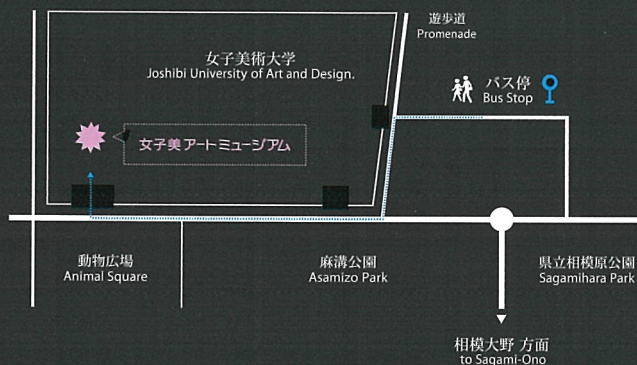 遊歩道
Promenade
女子美術大学
Joshibi University of Art and Design.
バス停
Bus Stop
女子美アートミュージアム
動物広場
Animal Square
麻溝公園
Asamizo Park
県立相模原公園
Sagamihara Park
相模大野 方面
to Sagami-Ono